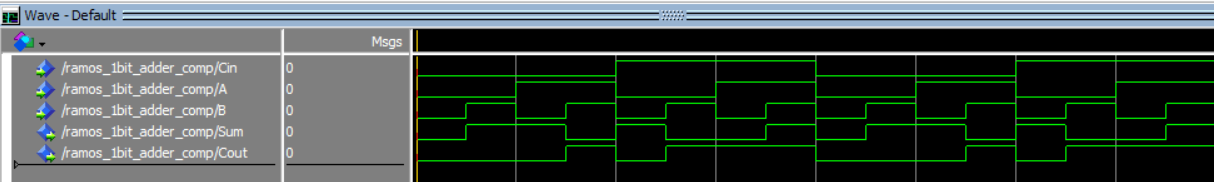 Wave - Default
Msgs
/ramos_1bit_adder_comp/Cin 0
/ramos_1bit_adder_comp/A 0
/ramos_1bit_adder_comp/B 0
/ramos_1bit_adder_comp/Sum 0
/ramos_1bit_adder_comp/Cout 0